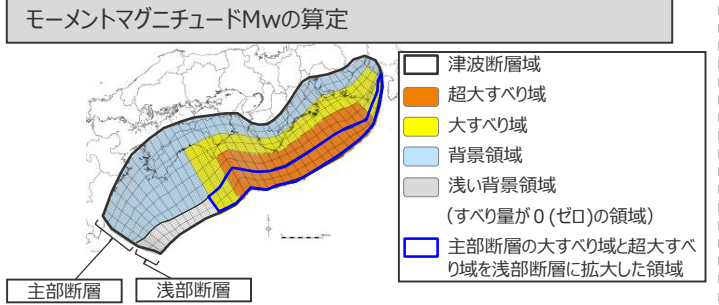 モーメントマグニチュードMwの算定
津波断層域
超大すべり域
大すべり域
背景領域
浅い背景領域
(すべり量が0(ゼロ)の領域)
主部断層の大すべり域と超大すべ
り域を浅部断層に拡大した領域
主部断層
浅部断層